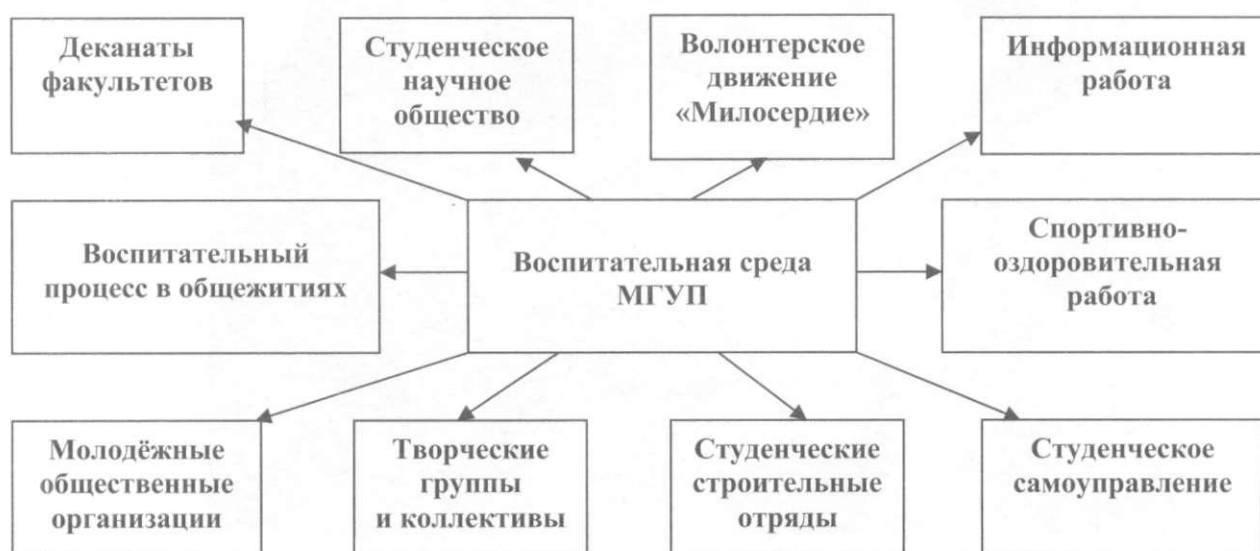 Деканаты
факультетов
Студенческое
научное
общество
Волонтерское
движение
«Милосердие»
Информационная
работа
Воспитательный
процесс в общежитиях
Воспитательная среда
МГУП
Спортивно-
оздоровительная
работа
Молодёжные
общественные
организации
Творческие
группы
и коллективы
Студенческие
строительные
отряды
Студенческое
самоуправление